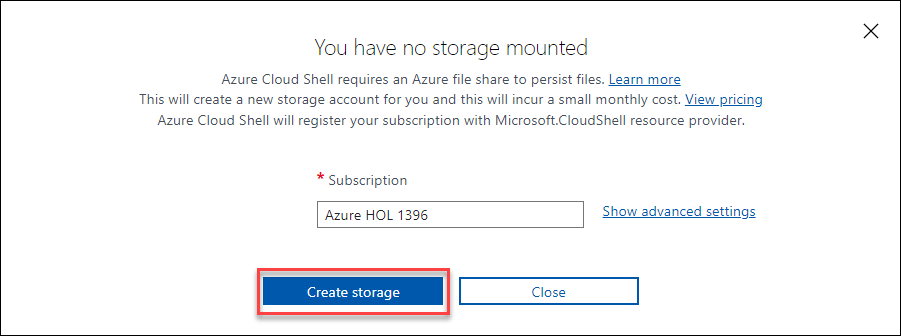 You have no storage mounted
Azure Cloud Shell requires an Azure file share to persist files. Learn more
This will create a new storage account for you and this will incur a small monthly cost. View pricing
Azure Cloud Shell will register your subscription with Microsoft.CloudShell resource provider.
* Subscription
Azure HOL 1396
Show advanced settings
Create storage
Close